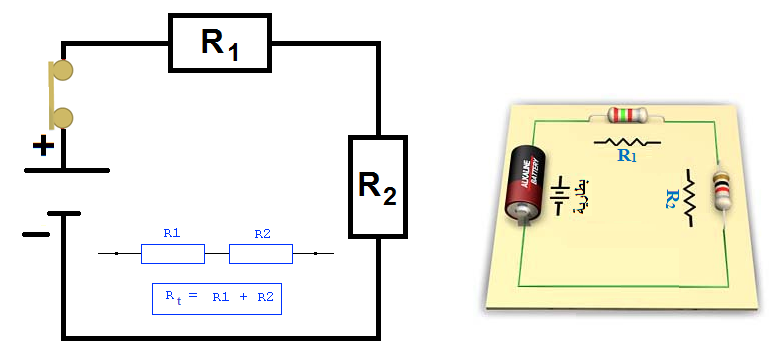 R1
+
R2
−
R1 R2
Rt = R1 + R2
ALKALINE
BATTERY
بطارية
R1
R2